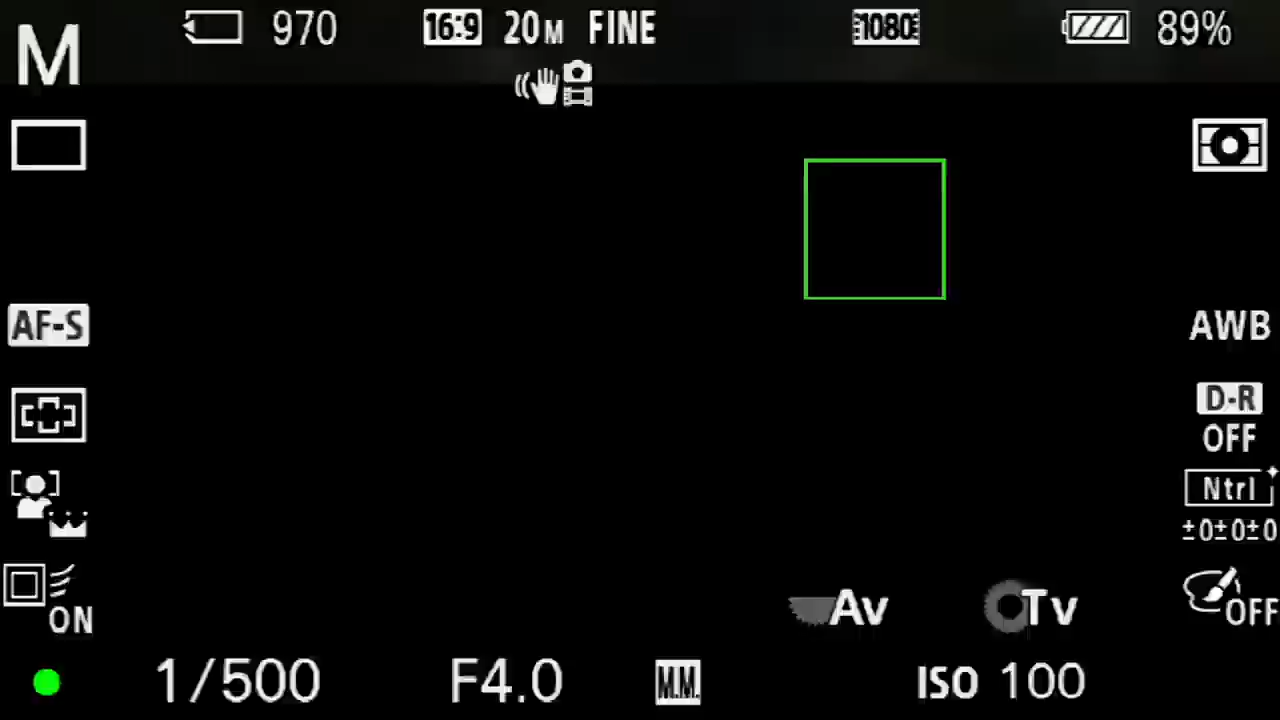 M 970 16:9 20M FINE 1080 89%
AF-S
AWB
D-R
OFF
Ntrl
±0±0±0
ON
Av Tv
OFF
1/500 F4.0 M.M. ISO 100